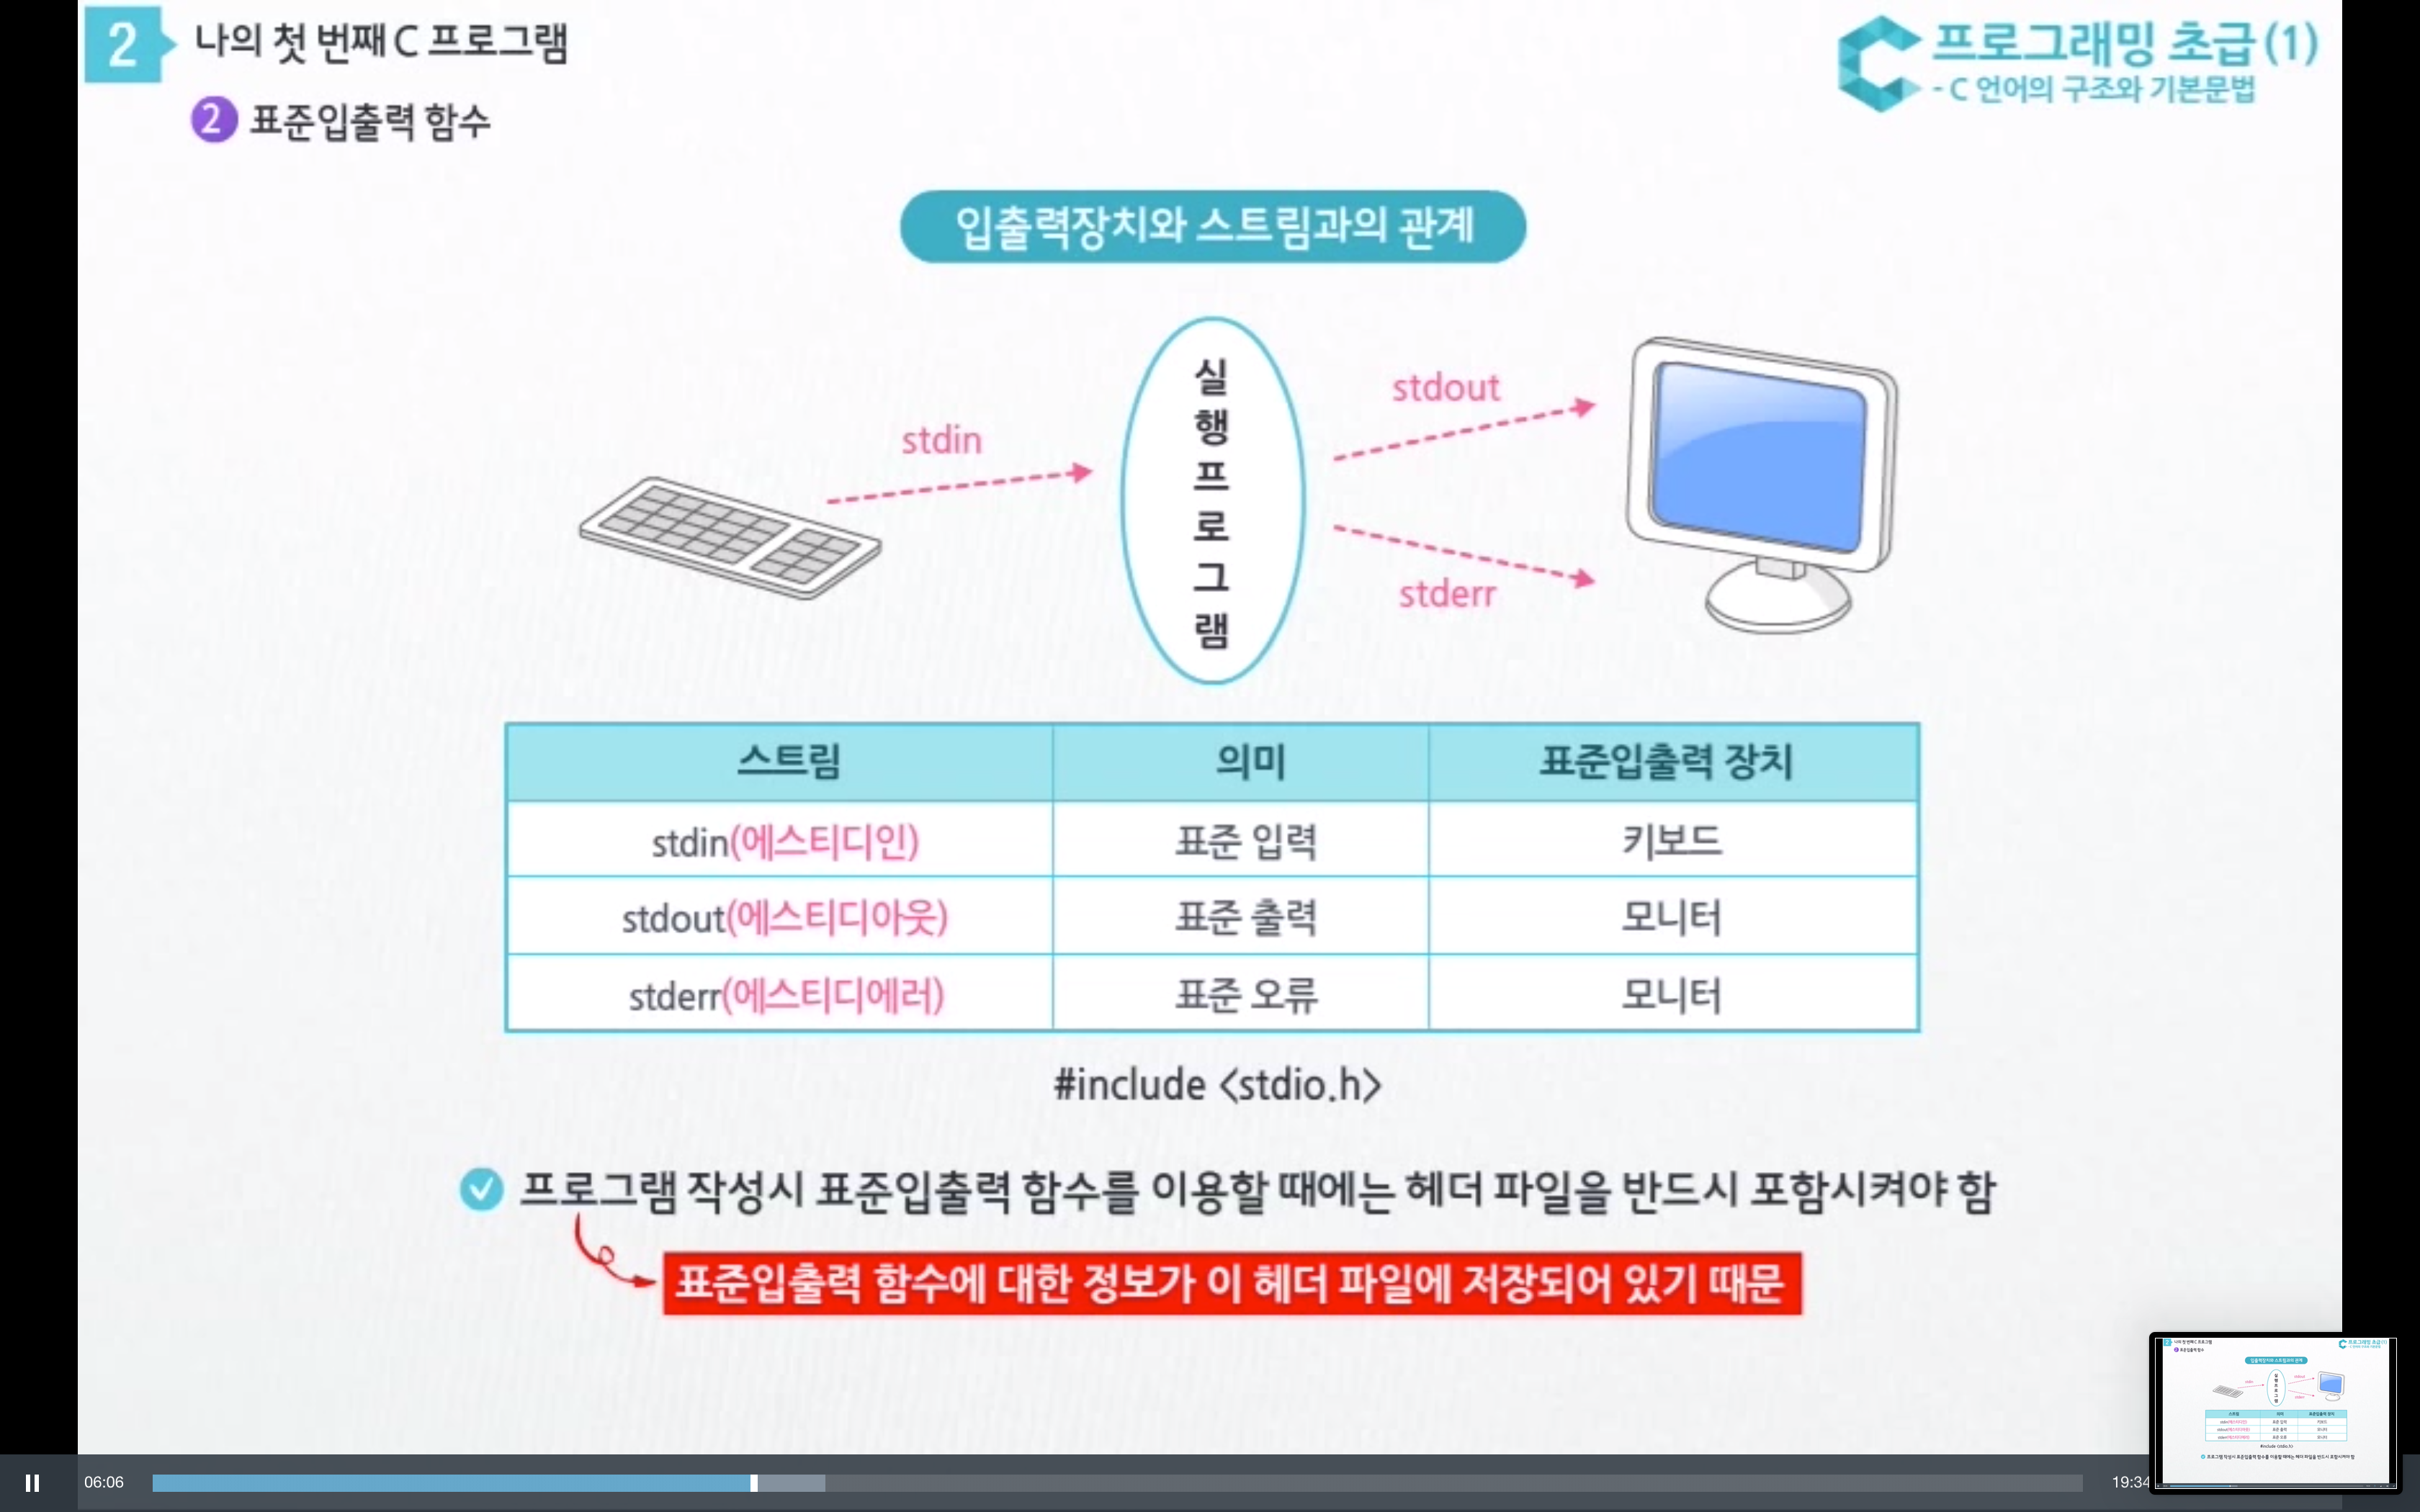 2 나의 첫 번째 C 프로그램
프로그래밍 초급(1)
- C 언어의 구조와 기본문법
2 표준입출력 함수
입출력장치와 스트림과의 관계
stdin
실행프로그램
stdout
stderr
스트림 의미 표준입출력 장치
stdin(에스티디인) 표준 입력 키보드
stdout(에스티디아웃) 표준 출력 모니터
stderr(에스티디에러) 표준 오류 모니터
#include <stdio.h>
프로그램 작성시 표준입출력 함수를 이용할 때에는 헤더 파일을 반드시 포함시켜야 함
표준입출력 함수에 대한 정보가 이 헤더 파일에 저장되어 있기 때문
06:06
19:34